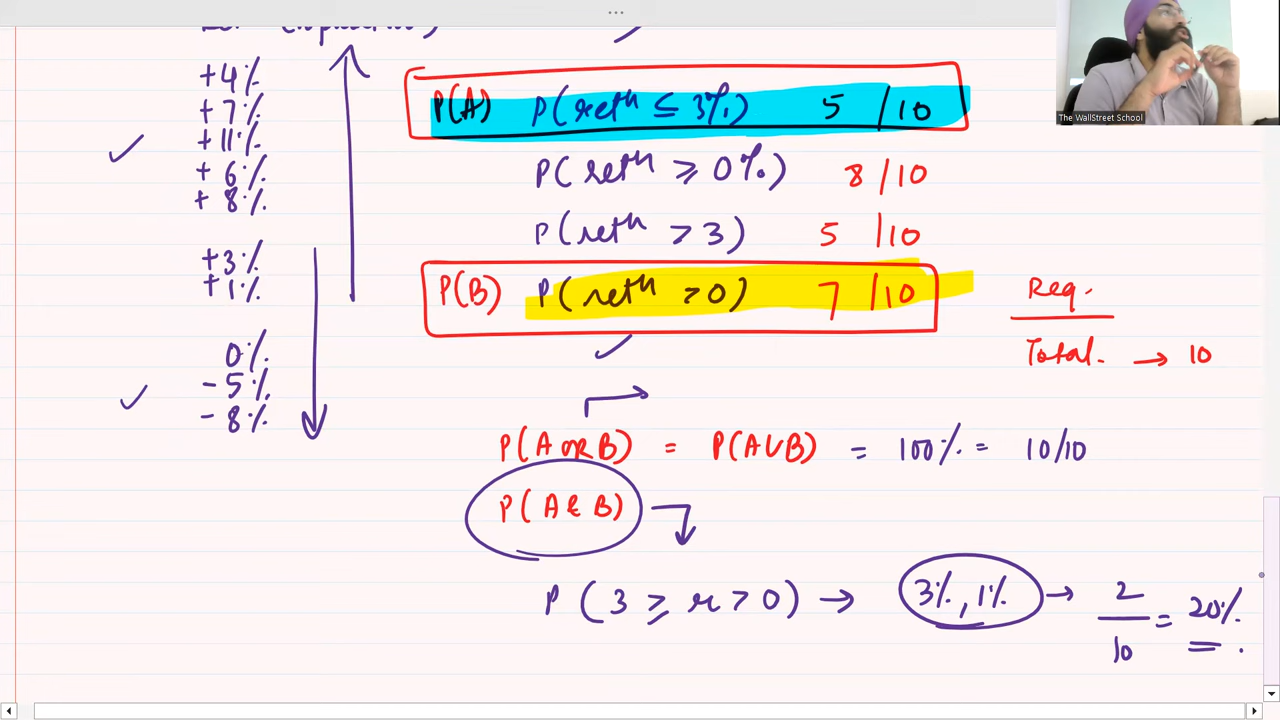 +4%
+7%
+11%
+6%
+8%
+3%
+1%
0%
-5%
-8%
P(A) P(retn ≤ 3%) 5/10
P(retn ≥ 0%) 8/10
P(retn > 3) 5/10
P(B) P(retn > 0) 7/10
Req.
Total. → 10
P(A OR B) = P(A∪B) = 100% = 10/10
P(A & B)
P(3 ≥ r > 0) → 3%, 1% → 2/10 = 20%.
The WallStreet School